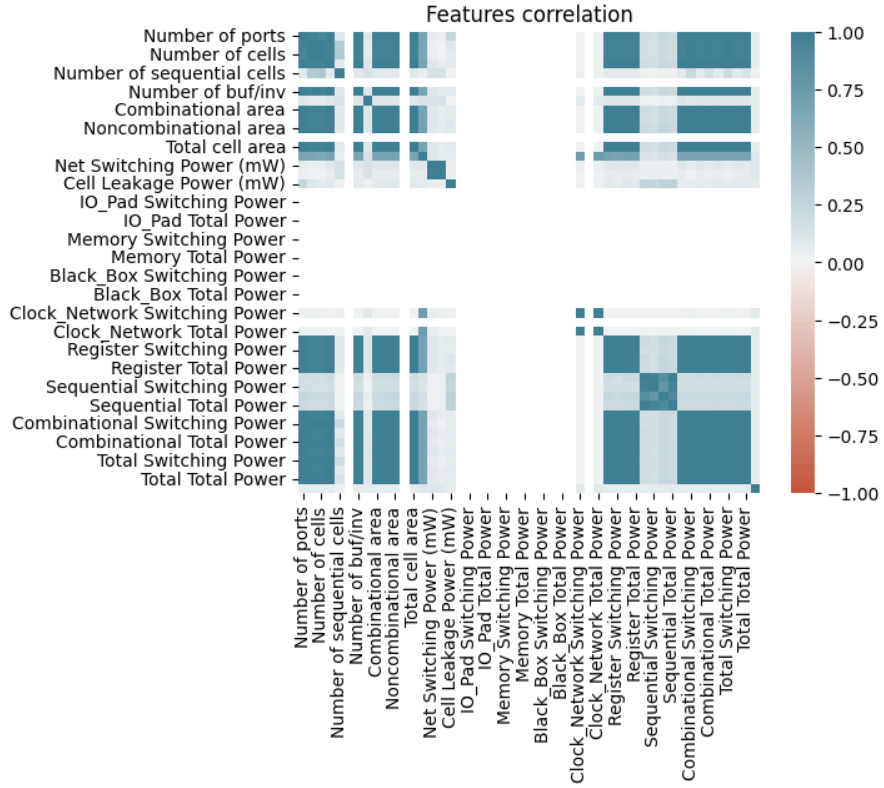 Features correlation
Number of ports
Number of cells
Number of sequential cells
Number of buf/inv
Combinational area
Noncombinational area
Total cell area
Net Switching Power (mW)
Cell Leakage Power (mW)
IO_Pad Switching Power
IO_Pad Total Power
Memory Switching Power
Memory Total Power
Black_Box Switching Power
Black_Box Total Power
Clock_Network Switching Power
Clock_Network Total Power
Register Switching Power
Register Total Power
Sequential Switching Power
Sequential Total Power
Combinational Switching Power
Combinational Total Power
Total Switching Power
Total Total Power
1.00
0.75
0.50
0.25
0.00
−0.25
−0.50
−0.75
−1.00
Number of ports
Number of cells
Number of sequential cells
Number of buf/inv
Combinational area
Noncombinational area
Total cell area
Net Switching Power (mW)
Cell Leakage Power (mW)
IO_Pad Switching Power
IO_Pad Total Power
Memory Switching Power
Memory Total Power
Black_Box Switching Power
Black_Box Total Power
Clock_Network Switching Power
Clock_Network Total Power
Register Switching Power
Register Total Power
Sequential Switching Power
Sequential Total Power
Combinational Switching Power
Combinational Total Power
Total Switching Power
Total Total Power